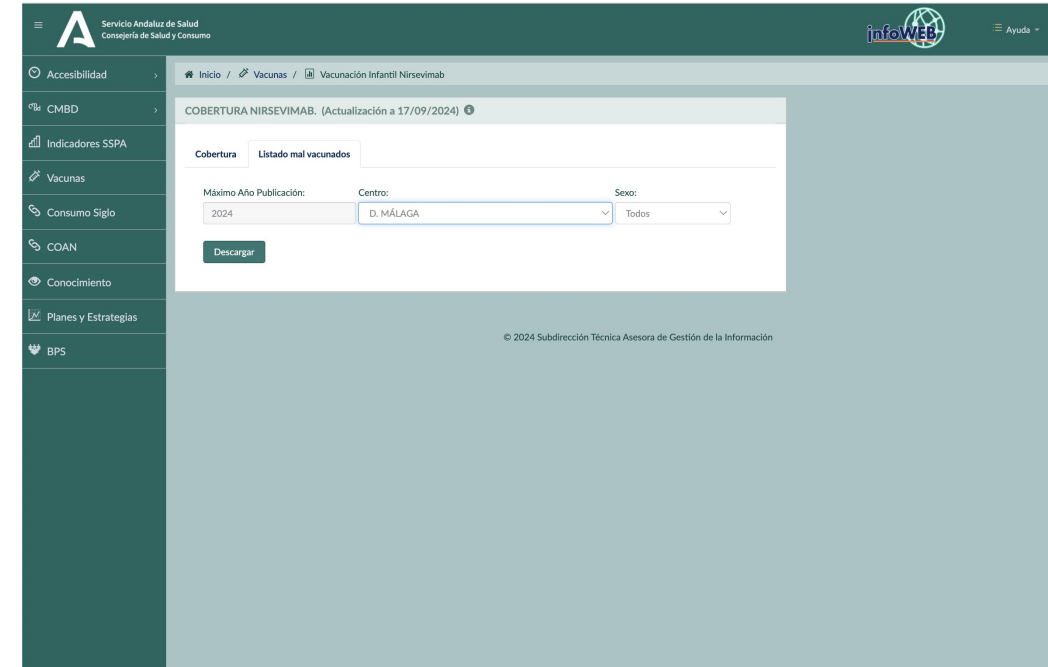 Servicio Andaluz de Salud
Consejería de Salud y Consumo
infoWEB
Ayuda
Accesibilidad
CMBD
Indicadores SSPA
Vacunas
Consumo Siglo
COAN
Conocimiento
Planes y Estrategias
BPS
Inicio / Vacunas / Vacunación Infantil Nirsevimab
COBERTURA NIRSEVIMAB. (Actualización a 17/09/2024)
Cobertura Listado mal vacunados
Máximo Año Publicación: Centro: Sexo:
2024 D. MÁLAGA Todos
Descargar
© 2024 Subdirección Técnica Asesora de Gestión de la Información